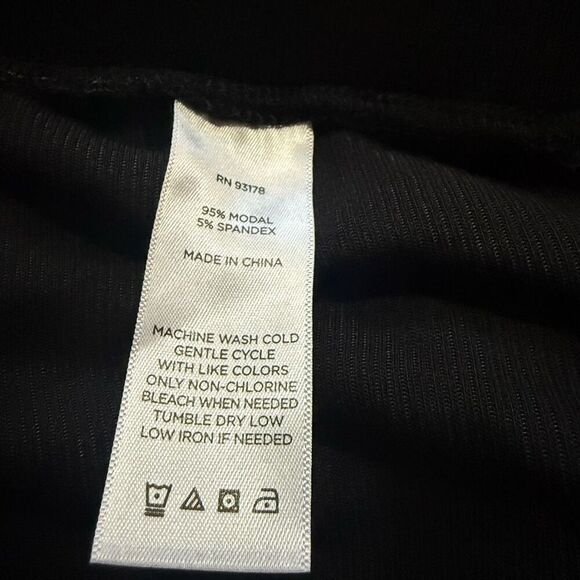 RN 93178
95% MODAL
5% SPANDEX
MADE IN CHINA
MACHINE WASH COLD
GENTLE CYCLE
WITH LIKE COLORS
ONLY NON-CHLORINE
BLEACH WHEN NEEDED
TUMBLE DRY LOW
LOW IRON IF NEEDED